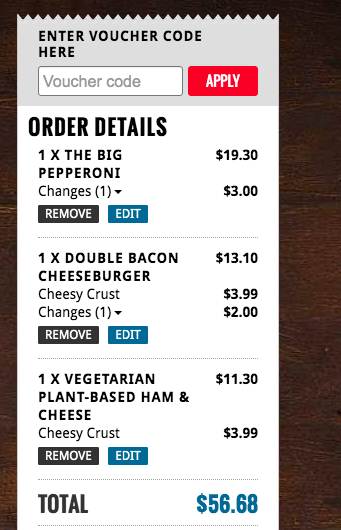 ENTER VOUCHER CODE
HERE
Voucher code
APPLY
ORDER DETAILS
1 X THE BIG $19.30
PEPPERONI
Changes (1) $3.00
REMOVE EDIT
1 X DOUBLE BACON $13.10
CHEESEBURGER
Cheesy Crust $3.99
Changes (1) $2.00
REMOVE EDIT
1 X VEGETARIAN $11.30
PLANT-BASED HAM &
CHEESE
Cheesy Crust $3.99
REMOVE EDIT
TOTAL $56.68